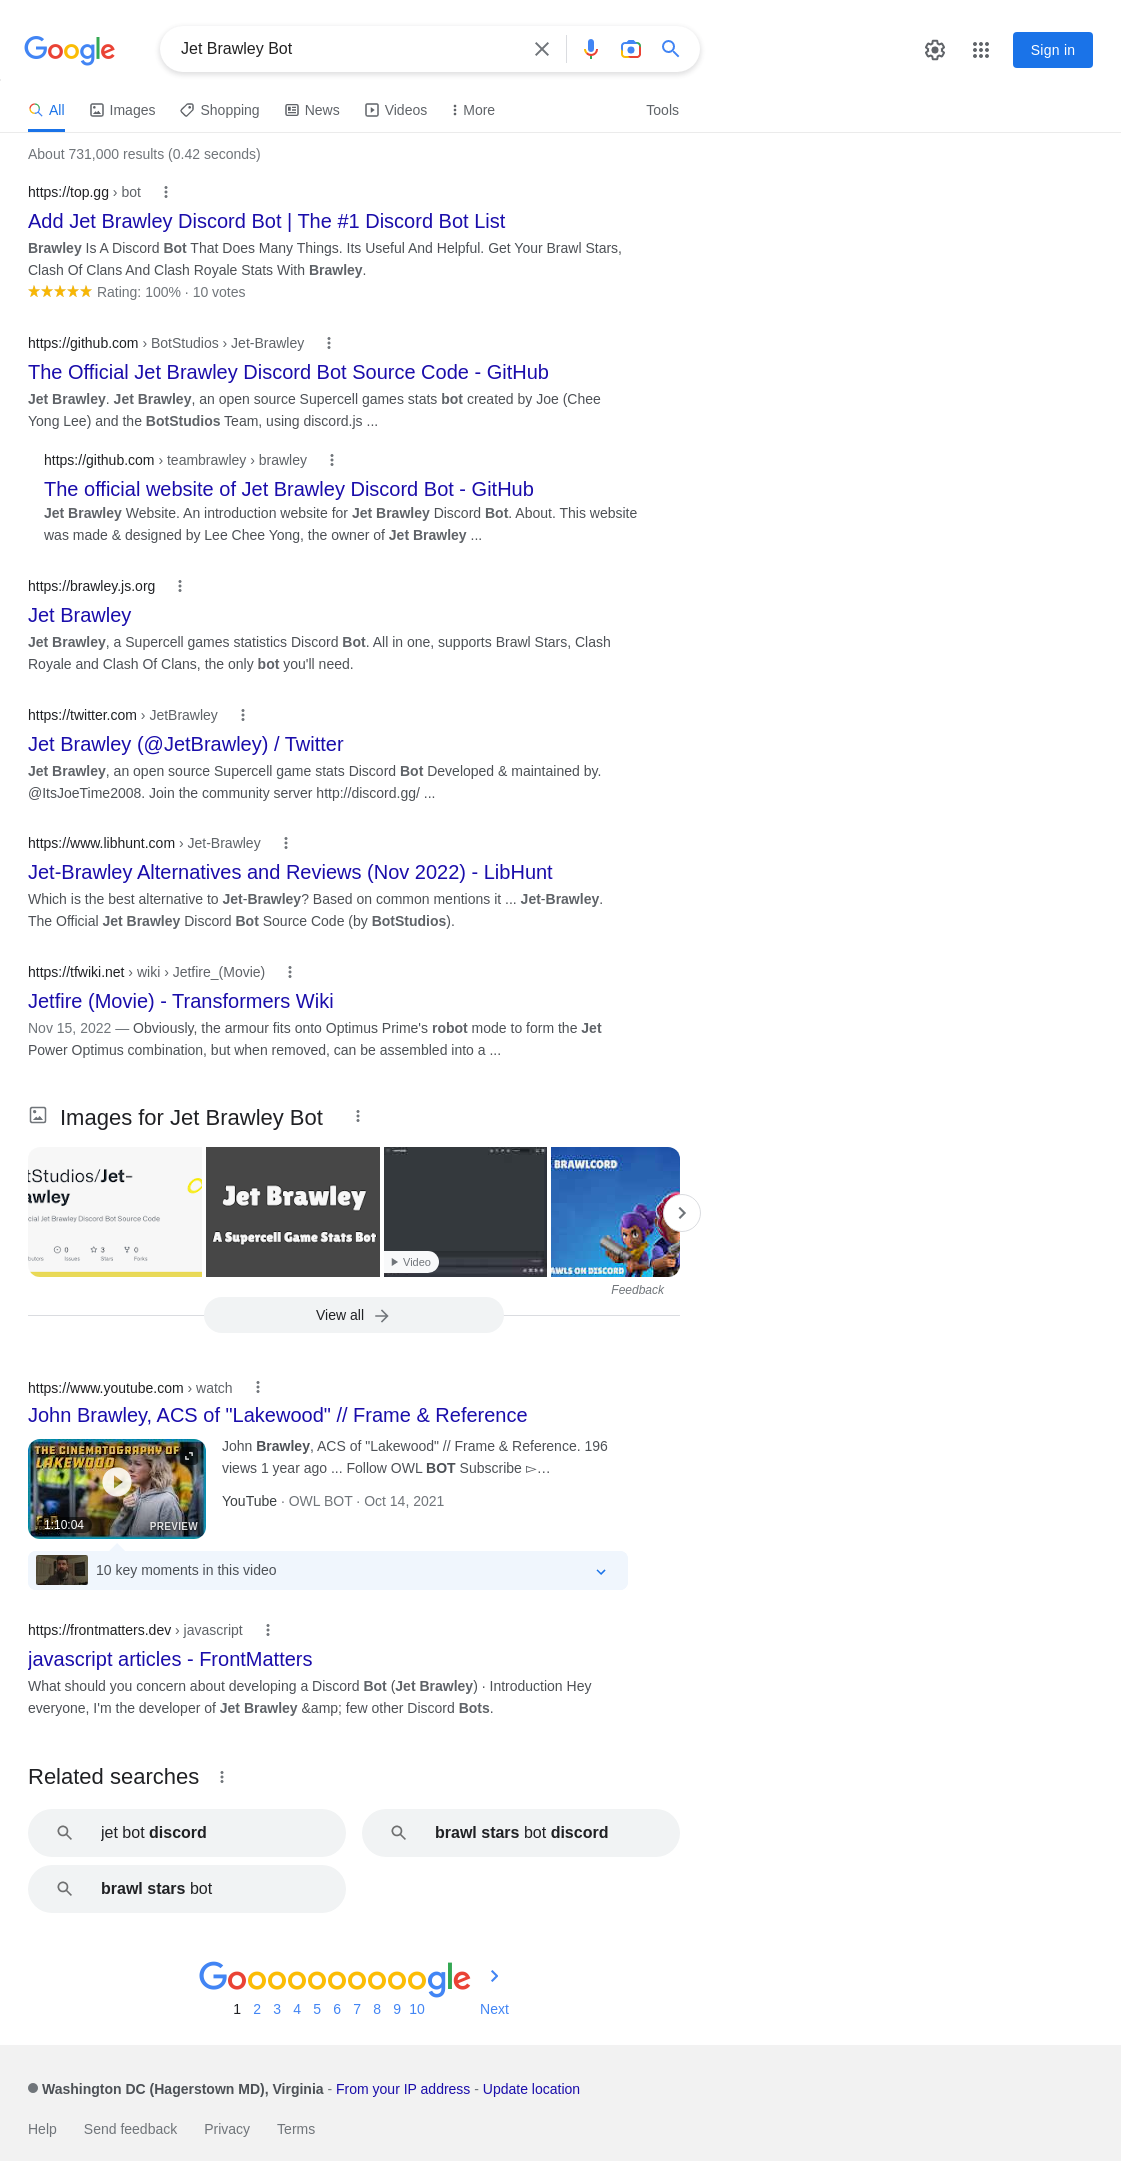 Google
Jet Brawley Bot
Sign in
All
Images
Shopping
News
Videos
More
Tools
About 731,000 results (0.42 seconds)
https://top.gg › bot
Add Jet Brawley Discord Bot | The #1 Discord Bot List
Brawley Is A Discord Bot That Does Many Things. Its Useful And Helpful. Get Your Brawl Stars,
Clash Of Clans And Clash Royale Stats With Brawley.
Rating: 100% · 10 votes
https://github.com › BotStudios › Jet-Brawley
The Official Jet Brawley Discord Bot Source Code - GitHub
Jet Brawley. Jet Brawley, an open source Supercell games stats bot created by Joe (Chee
Yong Lee) and the BotStudios Team, using discord.js ...
https://github.com › teambrawley › brawley
The official website of Jet Brawley Discord Bot - GitHub
Jet Brawley Website. An introduction website for Jet Brawley Discord Bot. About. This website
was made & designed by Lee Chee Yong, the owner of Jet Brawley ...
https://brawley.js.org
Jet Brawley
Jet Brawley, a Supercell games statistics Discord Bot. All in one, supports Brawl Stars, Clash
Royale and Clash Of Clans, the only bot you'll need.
https://twitter.com › JetBrawley
Jet Brawley (@JetBrawley) / Twitter
Jet Brawley, an open source Supercell game stats Discord Bot Developed & maintained by.
@ItsJoeTime2008. Join the community server http://discord.gg/ ...
https://www.libhunt.com › Jet-Brawley
Jet-Brawley Alternatives and Reviews (Nov 2022) - LibHunt
Which is the best alternative to Jet-Brawley? Based on common mentions it ... Jet-Brawley.
The Official Jet Brawley Discord Bot Source Code (by BotStudios).
https://tfwiki.net › wiki › Jetfire_(Movie)
Jetfire (Movie) - Transformers Wiki
Nov 15, 2022 — Obviously, the armour fits onto Optimus Prime's robot mode to form the Jet
Power Optimus combination, but when removed, can be assembled into a ...
Images for Jet Brawley Bot
tStudios/Jet-
awley
cial Jet Brawley Discord Bot Source Code
0
3
0
Issues
Stars
Forks
Jet Brawley
A Supercell Game Stats Bot
Video
BRAWLCORD
AWLS ON DISCORD
Feedback
View all
https://www.youtube.com › watch
John Brawley, ACS of "Lakewood" // Frame & Reference
THE CINEMATOGRAPHY OF
LAKEWOOD
1:10:04
PREVIEW
John Brawley, ACS of "Lakewood" // Frame & Reference. 196
views 1 year ago ... Follow OWL BOT Subscribe ▻…
YouTube · OWL BOT · Oct 14, 2021
10 key moments in this video
https://frontmatters.dev › javascript
javascript articles - FrontMatters
What should you concern about developing a Discord Bot (Jet Brawley) · Introduction Hey
everyone, I'm the developer of Jet Brawley &amp; few other Discord Bots.
Related searches
jet bot discord
brawl stars bot discord
brawl stars bot
Goooooooooogle
1 2 3 4 5 6 7 8 9 10 Next
Washington DC (Hagerstown MD), Virginia - From your IP address - Update location
Help
Send feedback
Privacy
Terms